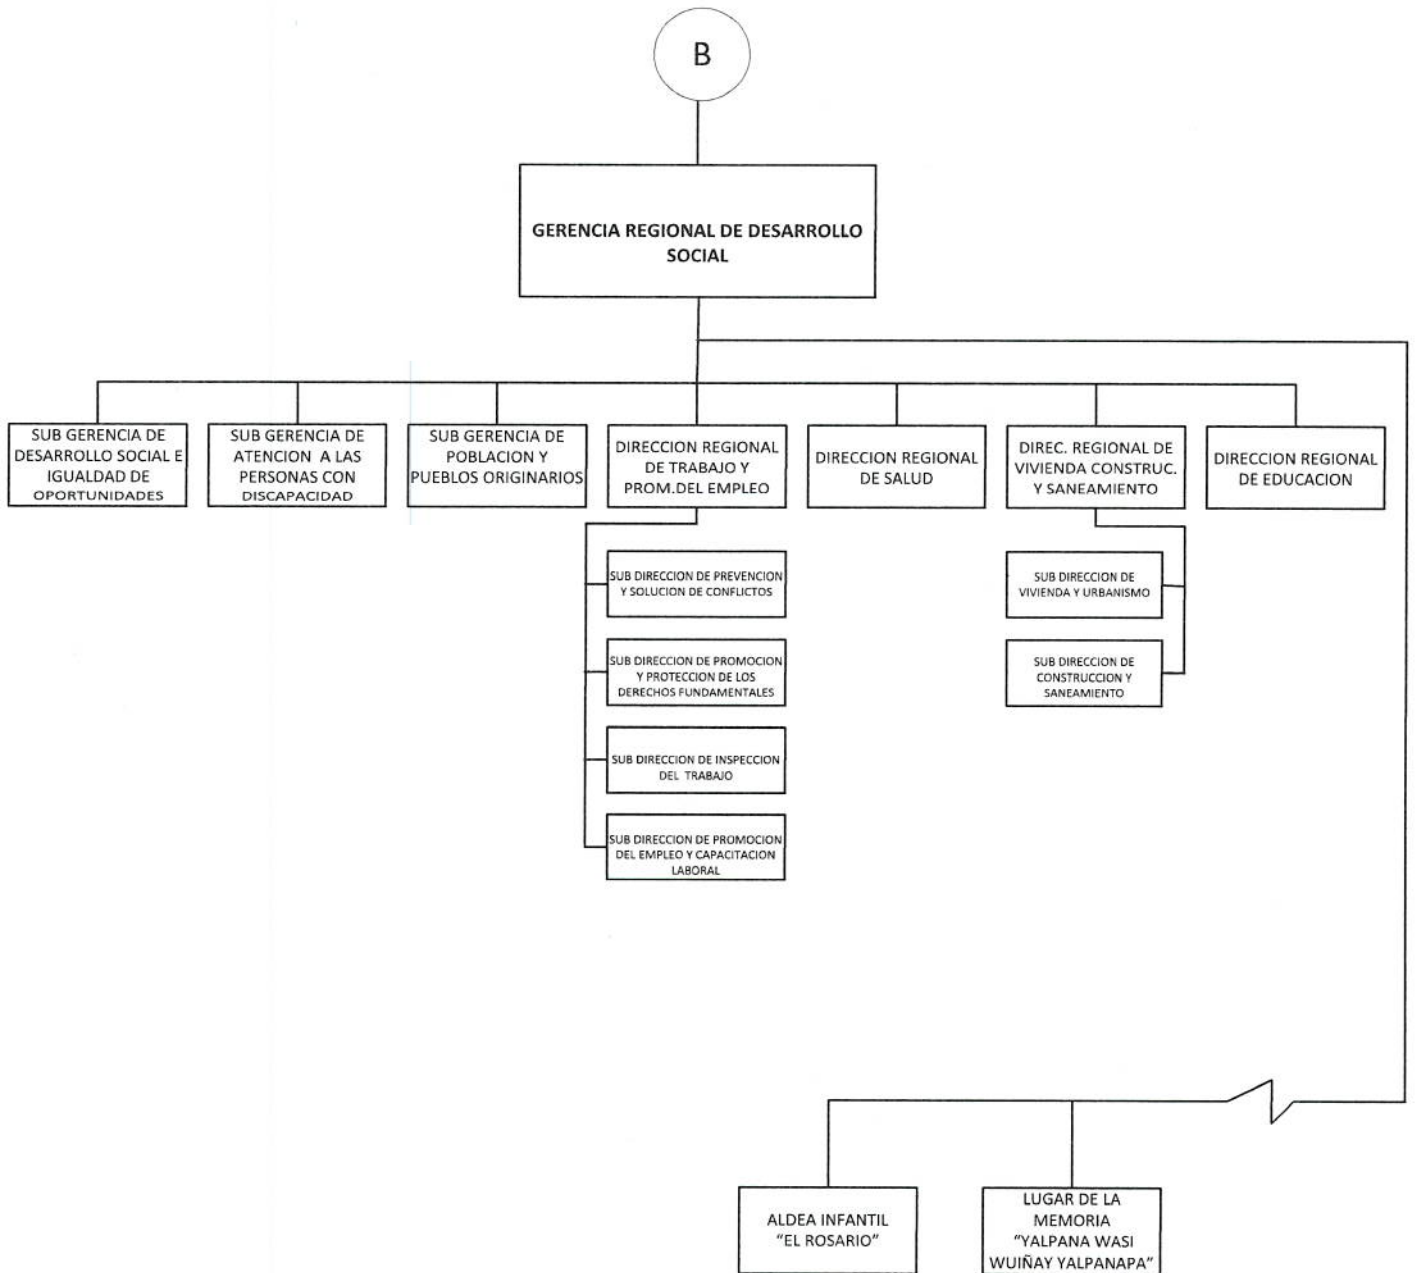 B
GERENCIA REGIONAL DE DESARROLLO
SOCIAL
SUB GERENCIA DE
DESARROLLO SOCIAL E
IGUALDAD DE
OPORTUNIDADES
SUB GERENCIA DE
ATENCION A LAS
PERSONAS CON
DISCAPACIDAD
SUB GERENCIA DE
POBLACION Y
PUEBLOS ORIGINARIOS
DIRECCION REGIONAL
DE TRABAJO Y
PROM.DEL EMPLEO
DIRECCION REGIONAL
DE SALUD
DIREC. REGIONAL DE
VIVIENDA CONSTRUC.
Y SANEAMIENTO
DIRECCION REGIONAL
DE EDUCACION
SUB DIRECCION DE PREVENCION
Y SOLUCION DE CONFLICTOS
SUB DIRECCION DE PROMOCION
Y PROTECCION DE LOS
DERECHOS FUNDAMENTALES
SUB DIRECCION DE INSPECCION
DEL TRABAJO
SUB DIRECCION DE PROMOCION
DEL EMPLEO Y CAPACITACION
LABORAL
SUB DIRECCION DE
VIVIENDA Y URBANISMO
SUB DIRECCION DE
CONSTRUCCION Y
SANEAMIENTO
ALDEA INFANTIL
"EL ROSARIO"
LUGAR DE LA
MEMORIA
"YALPANA WASI
WUIÑAY YALPANAPA"